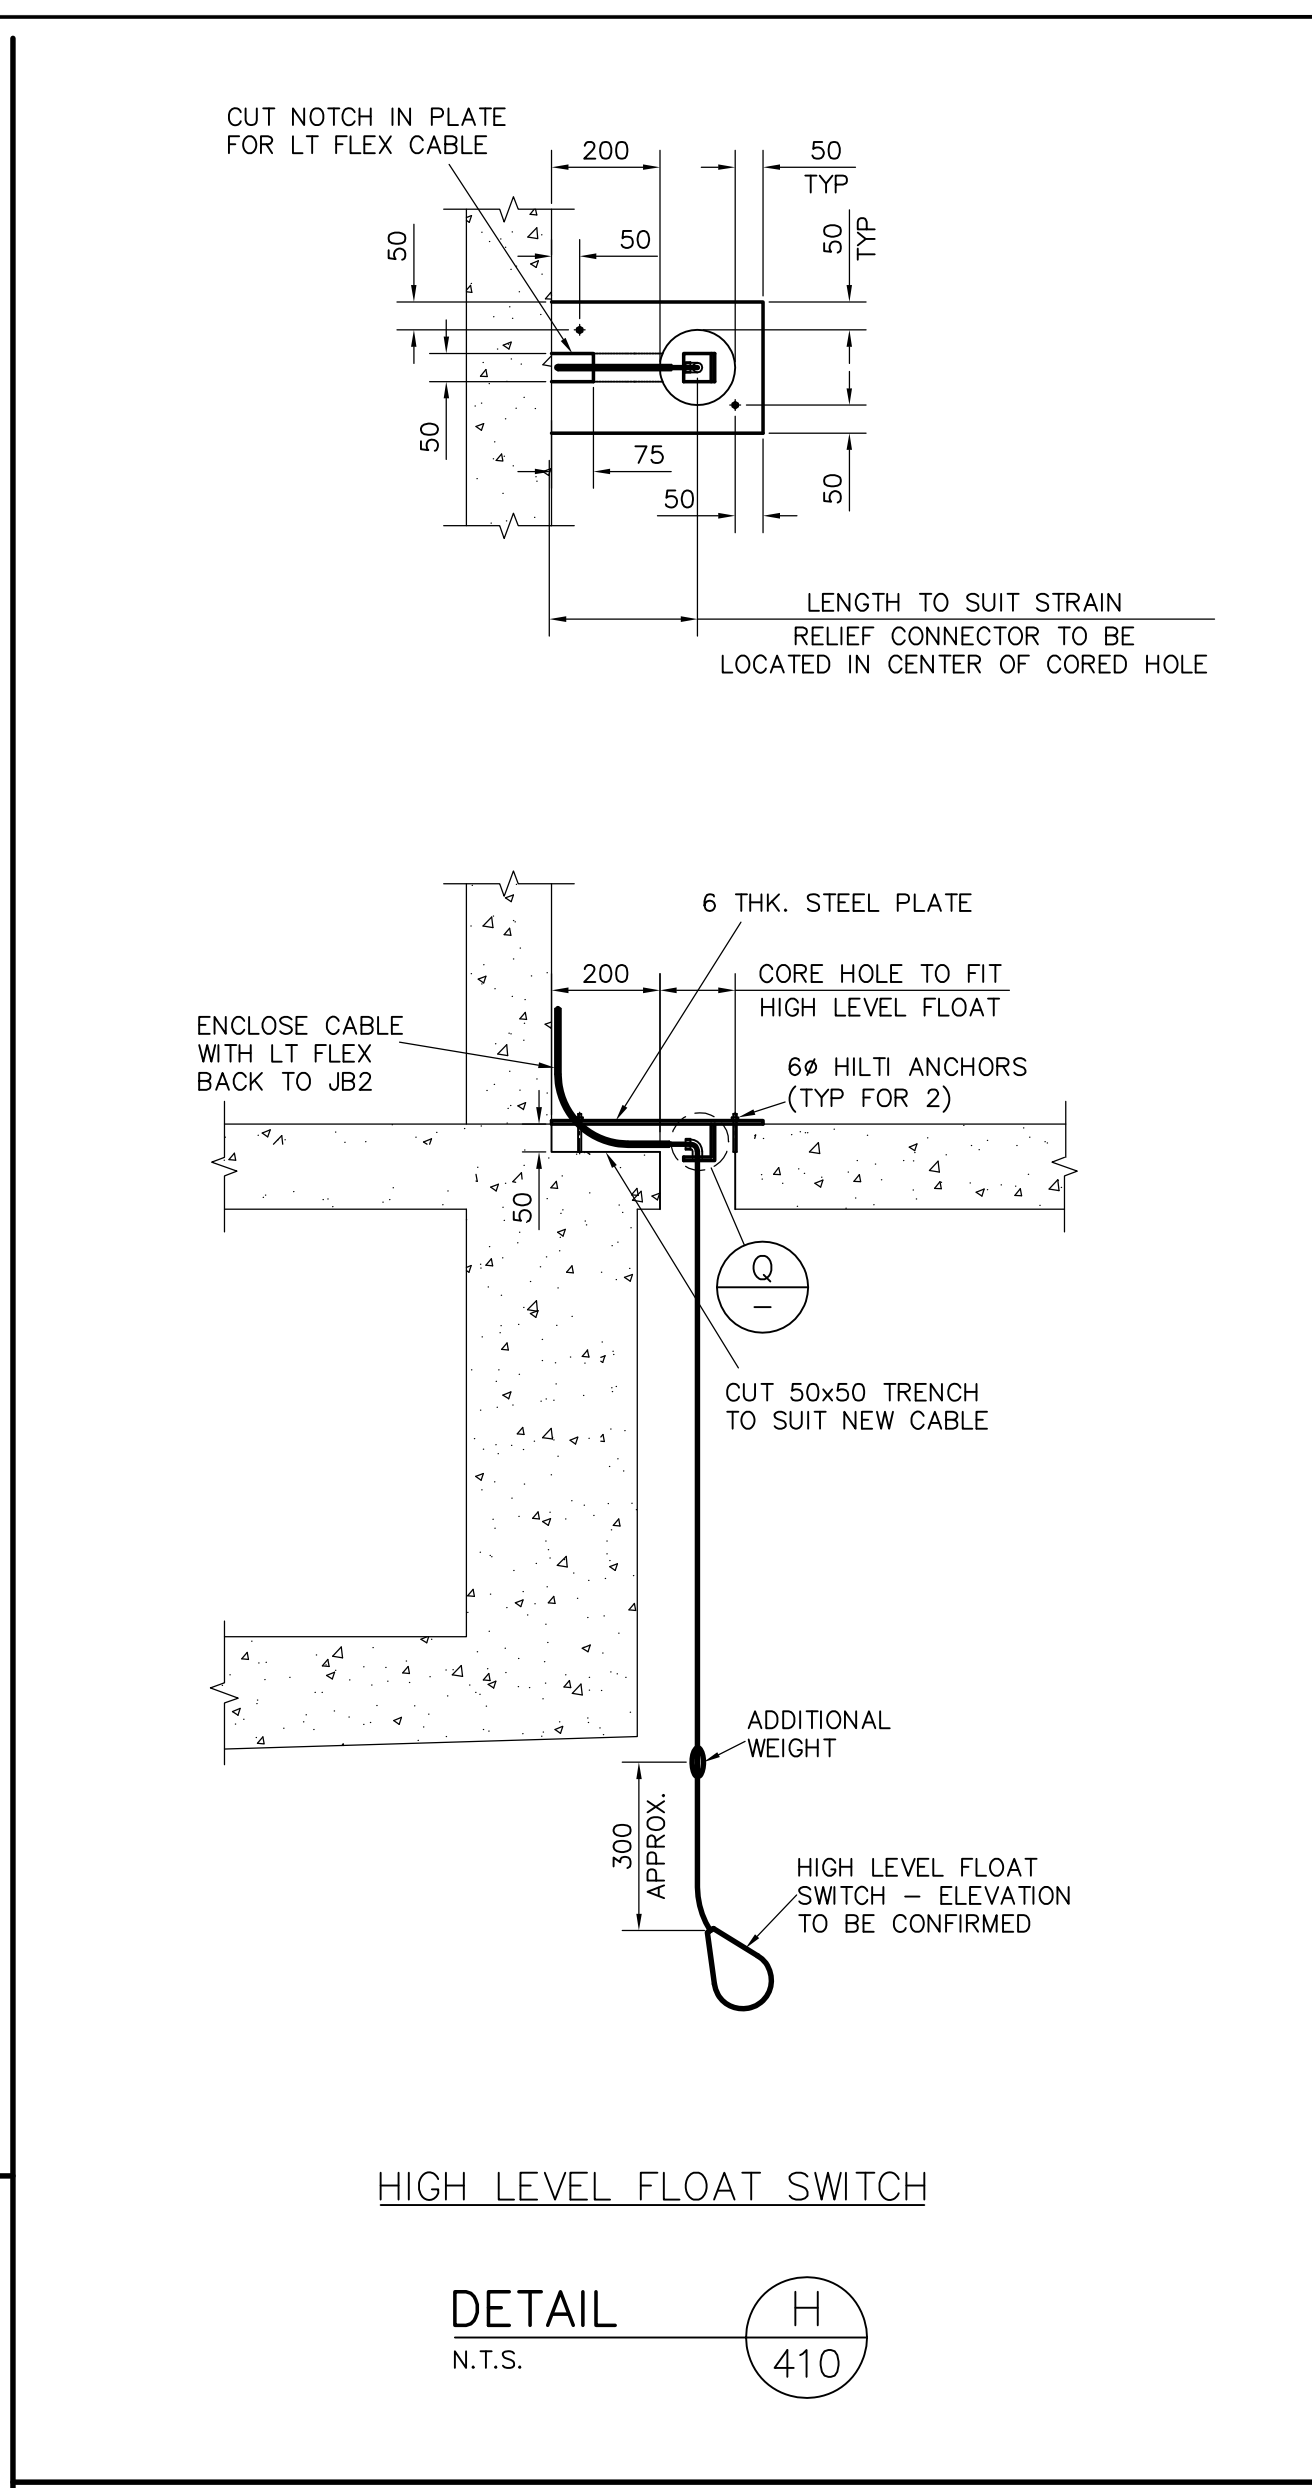 CUT NOTCH IN PLATE
FOR LT FLEX CABLE
200
50
TYP
50
50
50
TYP
50
75
50
50
LENGTH TO SUIT STRAIN
RELIEF CONNECTOR TO BE
LOCATED IN CENTER OF CORED HOLE
6 THK. STEEL PLATE
200
CORE HOLE TO FIT
HIGH LEVEL FLOAT
ENCLOSE CABLE
WITH LT FLEX
BACK TO JB2
6ø HILTI ANCHORS
(TYP FOR 2)
50
Q
–
CUT 50x50 TRENCH
TO SUIT NEW CABLE
ADDITIONAL
WEIGHT
300
APPROX.
HIGH LEVEL FLOAT
SWITCH – ELEVATION
TO BE CONFIRMED
HIGH LEVEL FLOAT SWITCH
DETAIL
N.T.S.
H
410